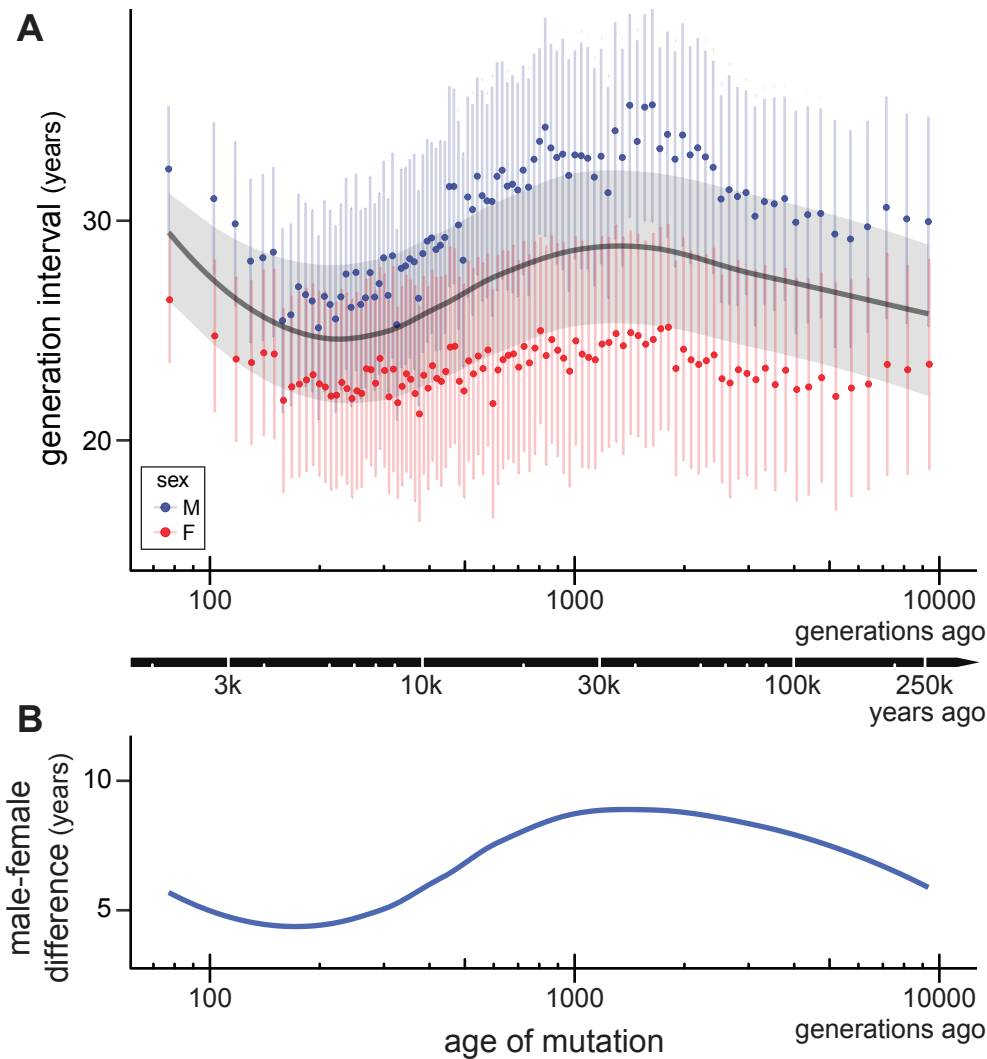 A
generation interval (years)
30
20
sex
M
F
100
1000
10000
generations ago
3k
10k
30k
100k
250k
years ago
B
male-female
difference (years)
10
5
100
1000
10000
age of mutation
generations ago